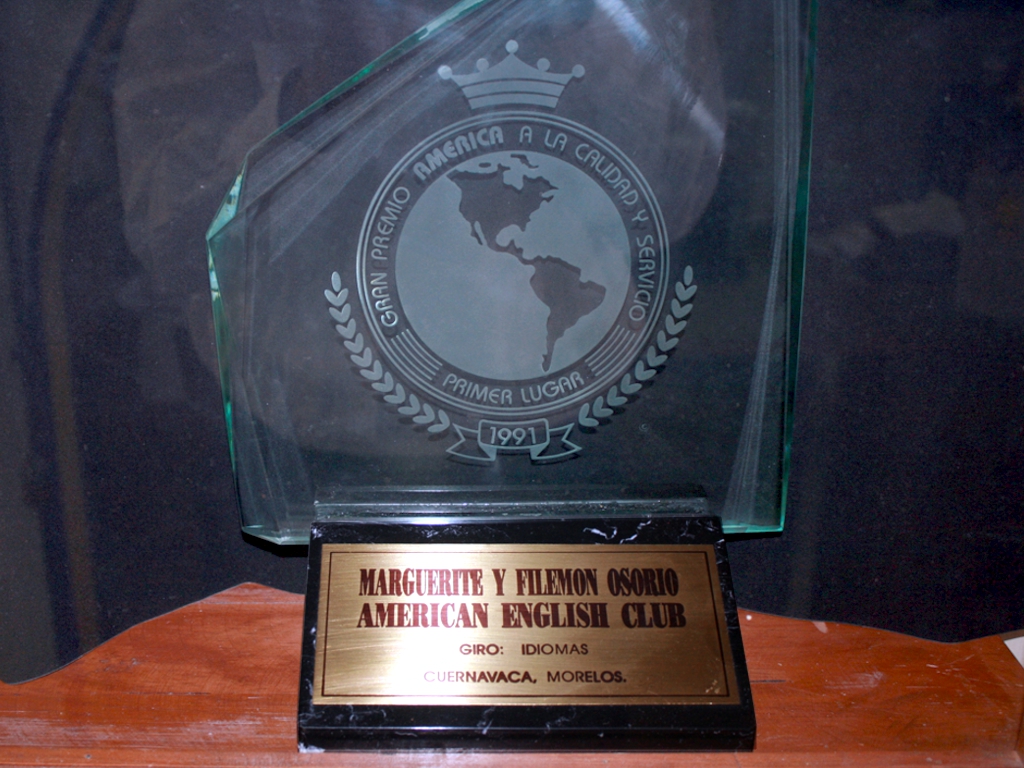 GRAN PREMIO AMERICA A LA CALIDAD Y SERVICIO
PRIMER LUGAR
1991
MARGUERITE Y FILEMON OSORIO
AMERICAN ENGLISH CLUB
GIRO: IDIOMAS
CUERNAVACA, MORELOS.